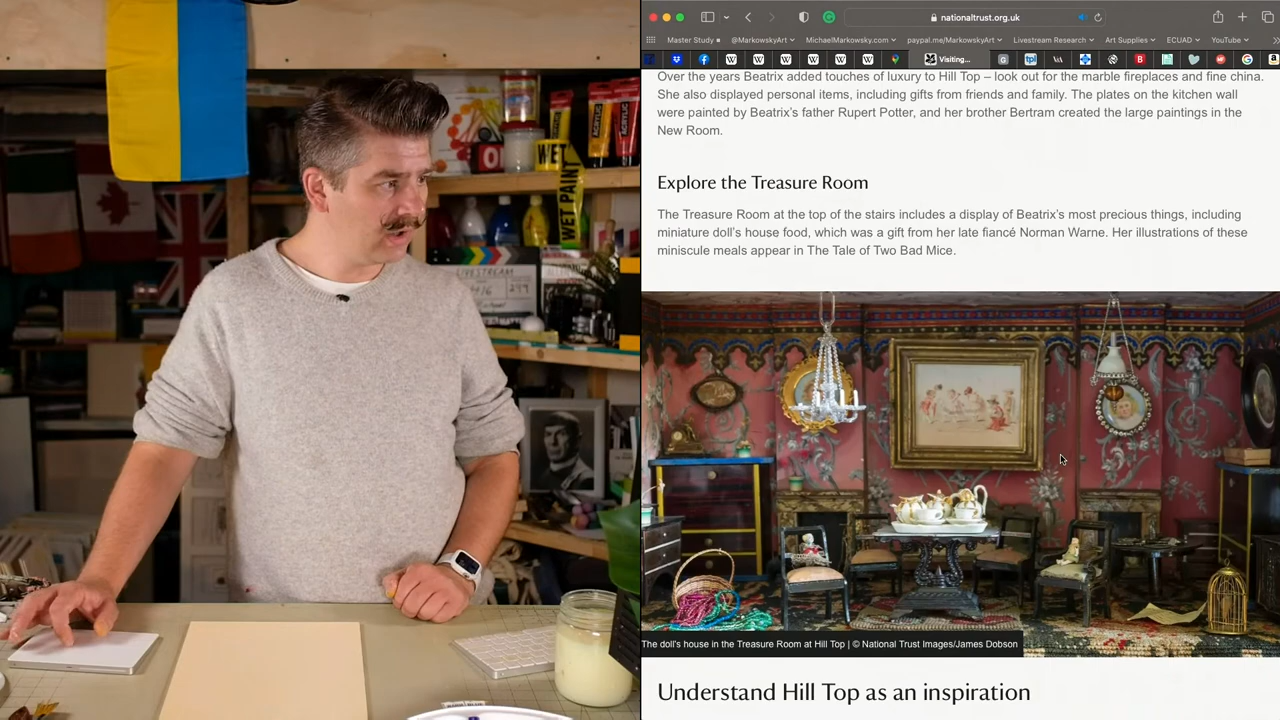 WET
WET PAINT
ACRYLIC
ACRYLIC
LIVESTREAM
nationaltrust.org.uk
Master Study
@MarkowskyArt
MichaelMarkowsky.com
paypal.me/MarkowskyArt
Livestream Research
Art Supplies
ECUAD
YouTube
Visiting...
Over the years Beatrix added touches of luxury to Hill Top – look out for the marble fireplaces and fine china.
She also displayed personal items, including gifts from friends and family. The plates on the kitchen wall
were painted by Beatrix’s father Rupert Potter, and her brother Bertram created the large paintings in the
New Room.
Explore the Treasure Room
The Treasure Room at the top of the stairs includes a display of Beatrix’s most precious things, including
miniature doll’s house food, which was a gift from her late fiancé Norman Warne. Her illustrations of these
miniscule meals appear in The Tale of Two Bad Mice.
The doll's house in the Treasure Room at Hill Top | © National Trust Images/James Dobson
Understand Hill Top as an inspiration